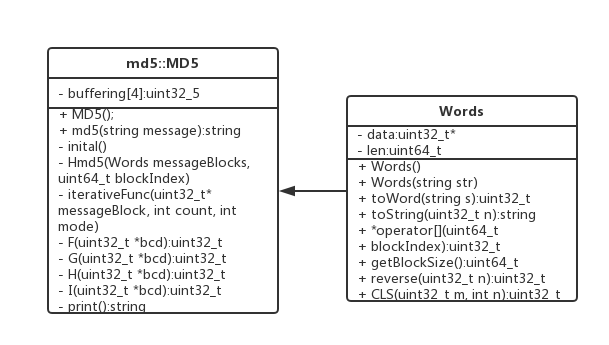 md5::MD5
- buffering[4]:uint32_5
+ MD5();
+ md5(string message):string
- inital()
- Hmd5(Words messageBlocks,
uint64_t blockIndex)
- iterativeFunc(uint32_t*
messageBlock, int count, int
mode)
- F(uint32_t *bcd):uint32_t
- G(uint32_t *bcd):uint32_t
- H(uint32_t *bcd):uint32_t
- I(uint32_t *bcd):uint32_t
- print():string
Words
- data:uint32_t*
- len:uint64_t
+ Words()
+ Words(string str)
+ toWord(string s):uint32_t
+ toString(uint32_t n):string
+ *operator[](uint64_t
+ blockIndex):uint32_t
+ getBlockSize():uint64_t
+ reverse(uint32_t n):uint32_t
+ CLS(uint32_t m, int n):uint32_t